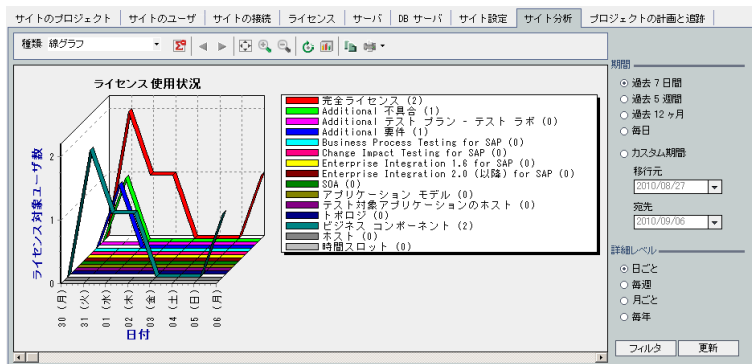 サイトのプロジェクト サイトのユーザ サイトの接続 ライセンス サーバ DB サーバ サイト設定 サイト分析 プロジェクトの計画と追跡
種類 線グラフ
ライセンス 使用状況
ライセンス 対象 ユーザ 数
2
1
0
30 (月)
31 (火)
01 (水)
02 (木)
03 (金)
04 (土)
05 (日)
06 (月)
日付
完全ライセンス (2)
Additional 不具合 (1)
Additional テスト プラン - テスト ラボ (0)
Additional 要件 (1)
Business Process Testing for SAP (0)
Change Impact Testing for SAP (0)
Enterprise Integration 1.6 for SAP (0)
Enterprise Integration 2.0 (以降) for SAP (0)
SOA (0)
アプリケーション モデル (0)
テスト対象アプリケーションのホスト (0)
トポロジ (0)
ビジネス コンポーネント (2)
ホスト (0)
時間スロット (0)
期間
過去 7 日間
過去 5 週間
過去 12 ヶ月
毎日
カスタム期間:
移行元
2010/08/27
宛先
2010/09/06
詳細レベル
日ごと
毎週
月ごと
毎年
フィルタ 更新